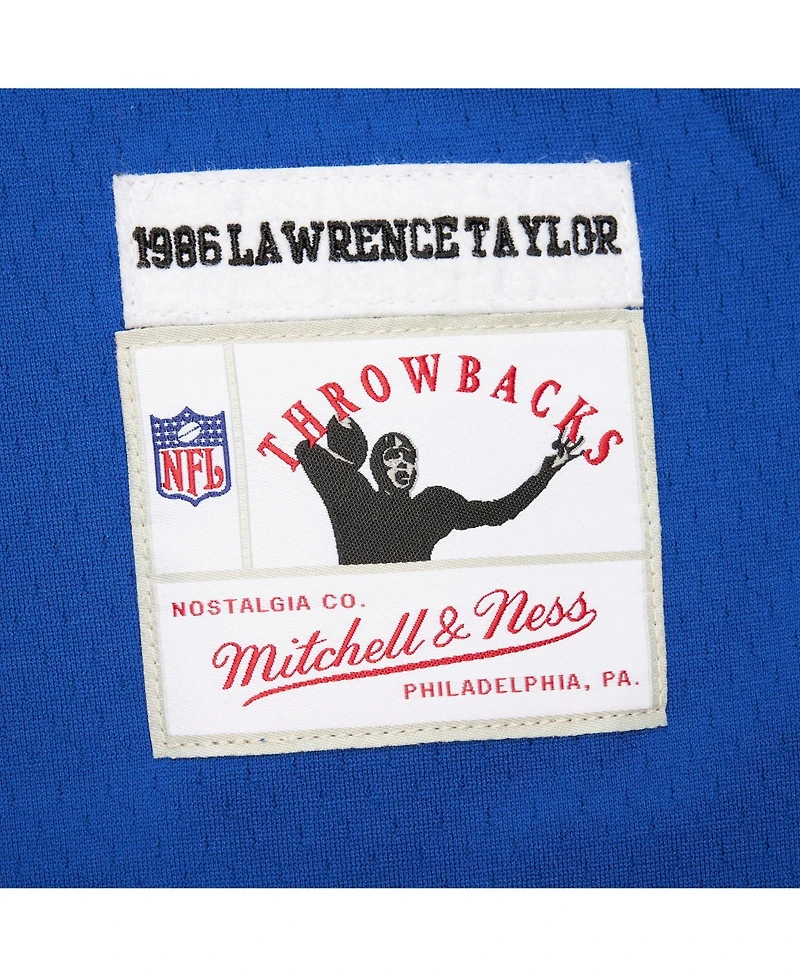 1986 LAWRENCE TAYLOR
THROWBACKS
NFL
NOSTALGIA CO.
Mitchell & Ness
PHILADELPHIA, PA.